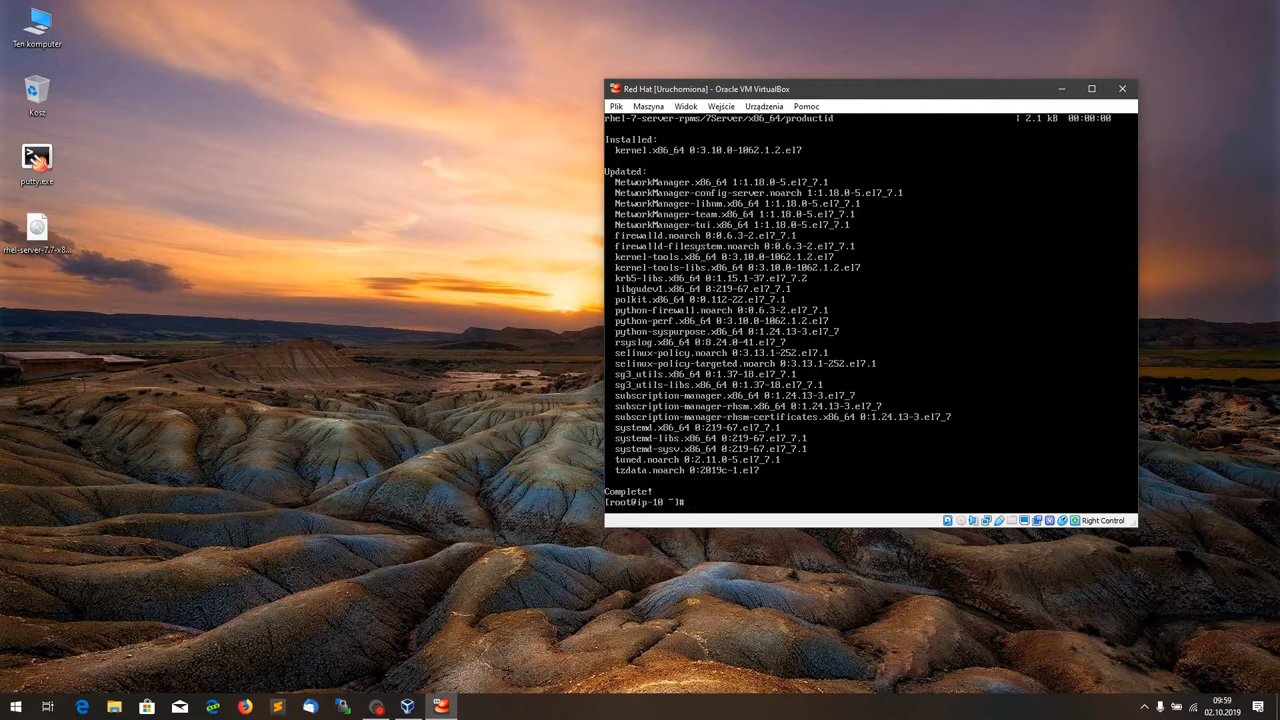 Ten komputer
Kosz
putty.exe
rhel-server-7.7-x8...
Red Hat [Uruchomiona] - Oracle VM VirtualBox
Plik Maszyna Widok Wejście Urządzenia Pomoc
rhel-7-server-rpms/7Server/x86_64/productid | 2.1 kB 00:00:00
Installed:
kernel.x86_64 0:3.10.0-1062.1.2.el7
Updated:
NetworkManager.x86_64 1:1.18.0-5.el7_7.1
NetworkManager-config-server.noarch 1:1.18.0-5.el7_7.1
NetworkManager-libnm.x86_64 1:1.18.0-5.el7_7.1
NetworkManager-team.x86_64 1:1.18.0-5.el7_7.1
NetworkManager-tui.x86_64 1:1.18.0-5.el7_7.1
firewalld.noarch 0:0.6.3-2.el7_7.1
firewalld-filesystem.noarch 0:0.6.3-2.el7_7.1
kernel-tools.x86_64 0:3.10.0-1062.1.2.el7
kernel-tools-libs.x86_64 0:3.10.0-1062.1.2.el7
krb5-libs.x86_64 0:1.15.1-37.el7_7.2
libgudev1.x86_64 0:219-67.el7_7.1
polkit.x86_64 0:0.112-22.el7_7.1
python-firewall.noarch 0:0.6.3-2.el7_7.1
python-perf.x86_64 0:3.10.0-1062.1.2.el7
python-syspurpose.x86_64 0:1.24.13-3.el7_7
rsyslog.x86_64 0:8.24.0-41.el7_7
selinux-policy.noarch 0:3.13.1-252.el7.1
selinux-policy-targeted.noarch 0:3.13.1-252.el7.1
sg3_utils.x86_64 0:1.37-18.el7_7.1
sg3_utils-libs.x86_64 0:1.37-18.el7_7.1
subscription-manager.x86_64 0:1.24.13-3.el7_7
subscription-manager-rhsm.x86_64 0:1.24.13-3.el7_7
subscription-manager-rhsm-certificates.x86_64 0:1.24.13-3.el7_7
systemd.x86_64 0:219-67.el7_7.1
systemd-libs.x86_64 0:219-67.el7_7.1
systemd-sysv.x86_64 0:219-67.el7_7.1
tuned.noarch 0:2.11.0-5.el7_7.1
tzdata.noarch 0:2019c-1.el7
Complete!
[root@ip-10 ~]#
Right Control
09:59
02.10.2019